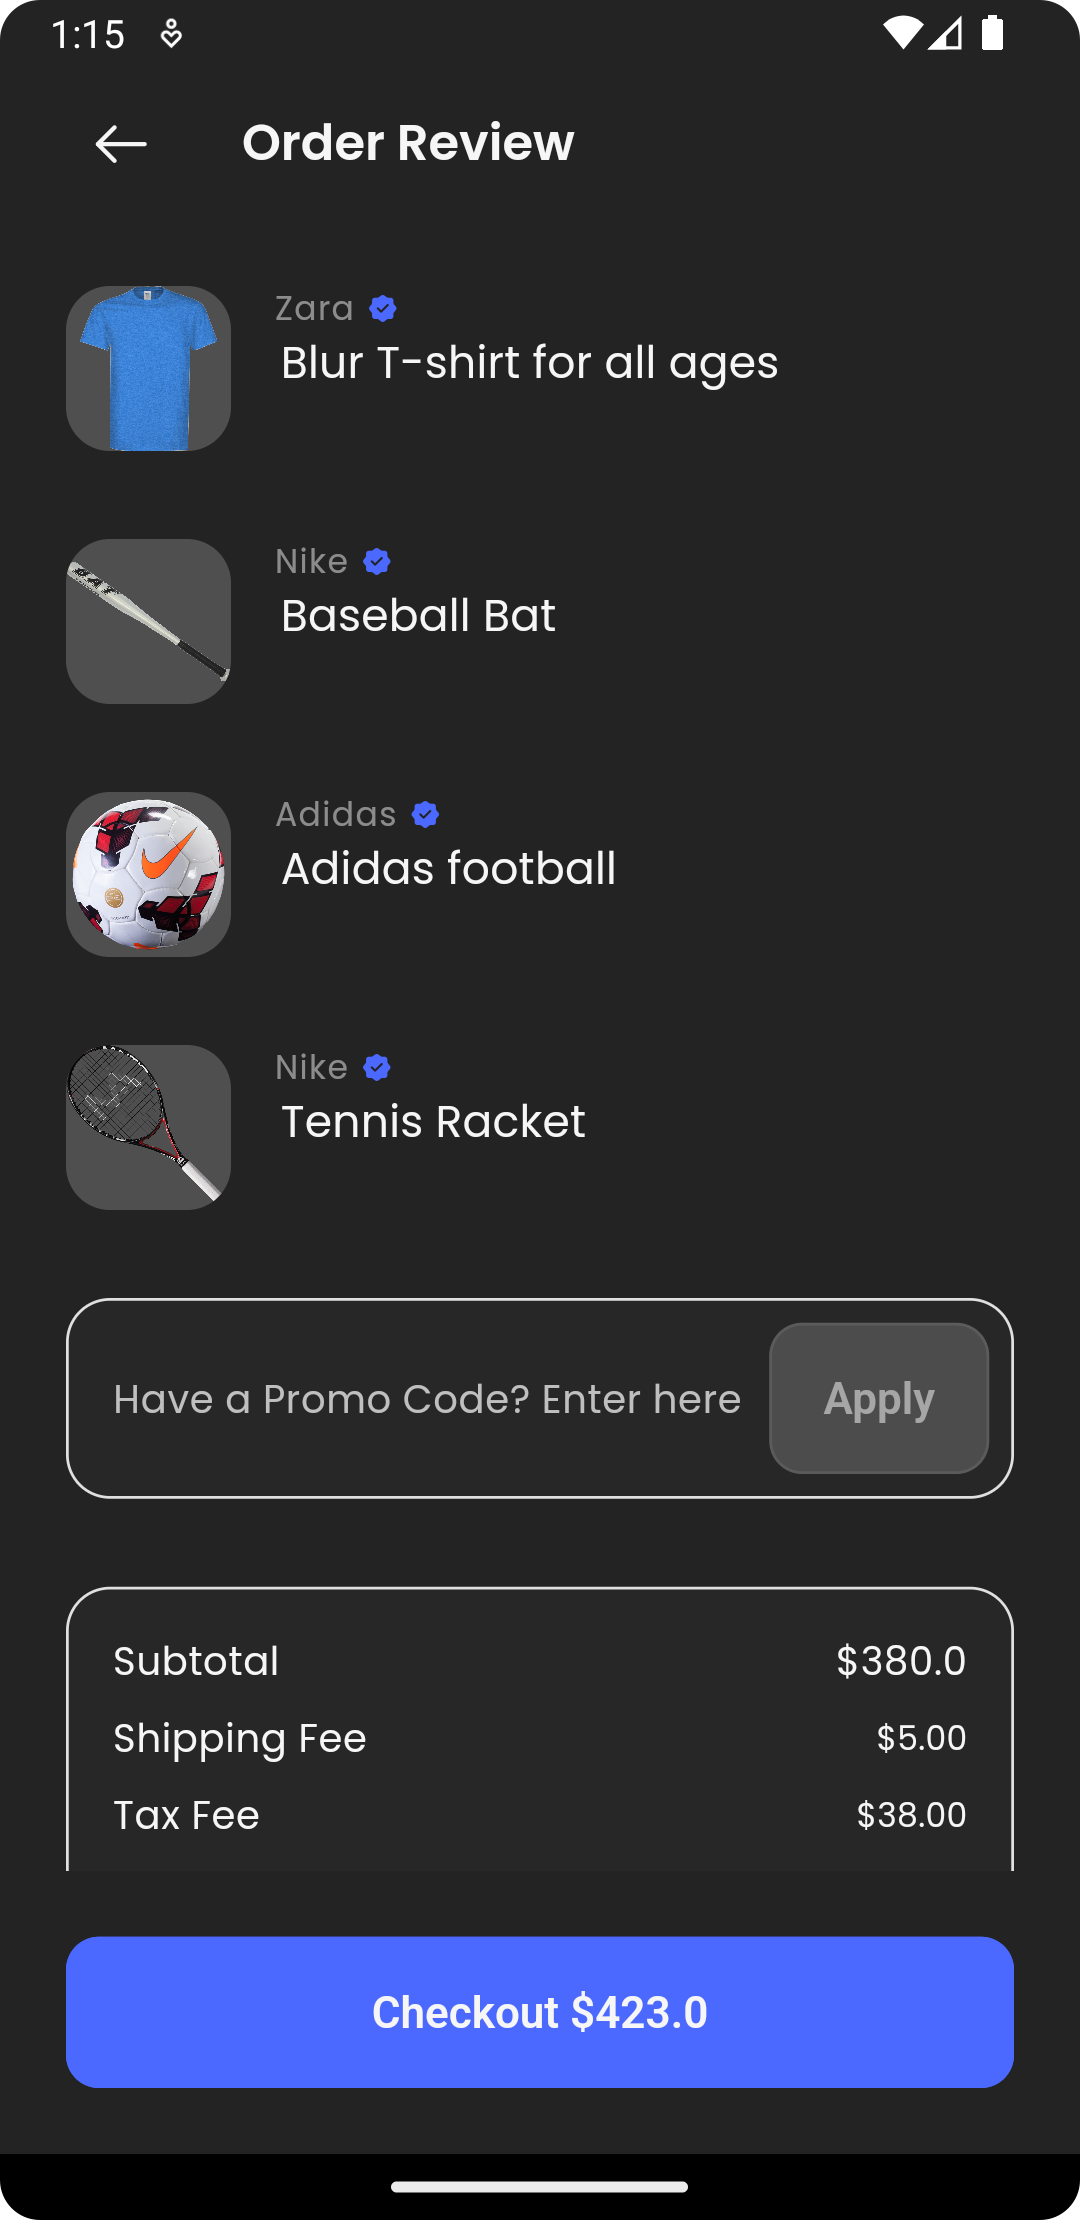 1:15
Order Review
Zara
Blur T-shirt for all ages
Nike
Baseball Bat
Adidas
Adidas football
Nike
Tennis Racket
Have a Promo Code? Enter here
Apply
Subtotal $380.0
Shipping Fee $5.00
Tax Fee $38.00
Checkout $423.0